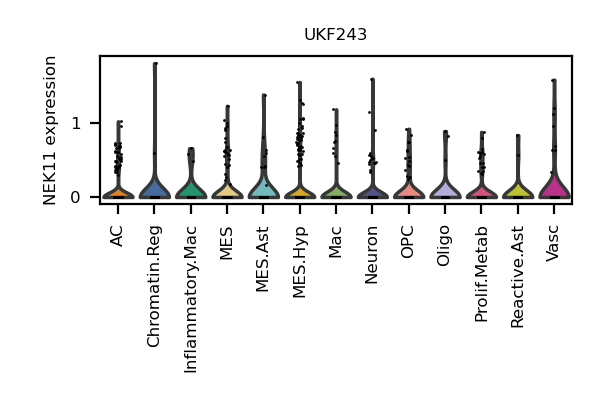 UKF243
NEK11 expression
1
0
AC
Chromatin.Reg
Inflammatory.Mac
MES
MES.Ast
MES.Hyp
Mac
Neuron
OPC
Oligo
Prolif.Metab
Reactive.Ast
Vasc